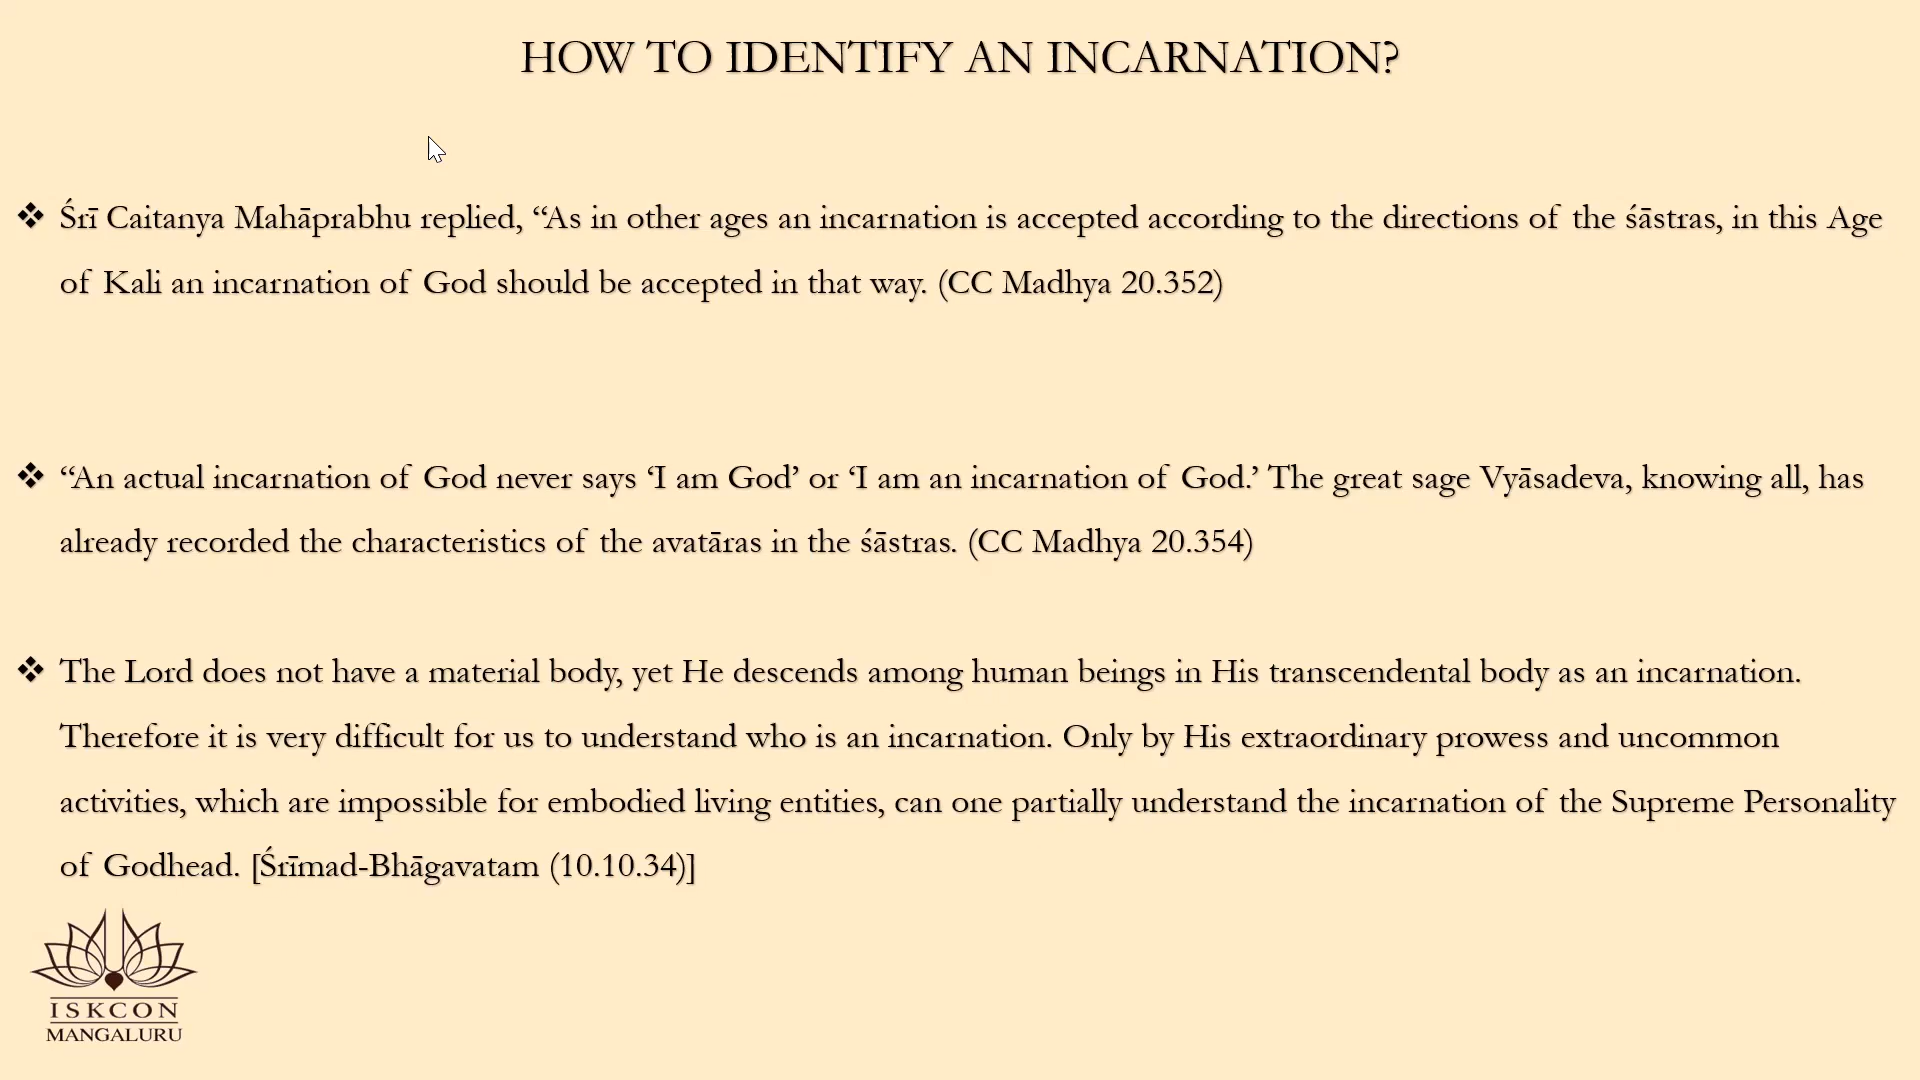 HOW TO IDENTIFY AN INCARNATION?
❖ Śrī Caitanya Mahāprabhu replied, “As in other ages an incarnation is accepted according to the directions of the śāstras, in this Age
of Kali an incarnation of God should be accepted in that way. (CC Madhya 20.352)
❖ “An actual incarnation of God never says ‘I am God’ or ‘I am an incarnation of God.’ The great sage Vyāsadeva, knowing all, has
already recorded the characteristics of the avatāras in the śāstras. (CC Madhya 20.354)
❖ The Lord does not have a material body, yet He descends among human beings in His transcendental body as an incarnation.
Therefore it is very difficult for us to understand who is an incarnation. Only by His extraordinary prowess and uncommon
activities, which are impossible for embodied living entities, can one partially understand the incarnation of the Supreme Personality
of Godhead. [Śrīmad-Bhāgavatam (10.10.34)]
ISKCON
MANGALURU